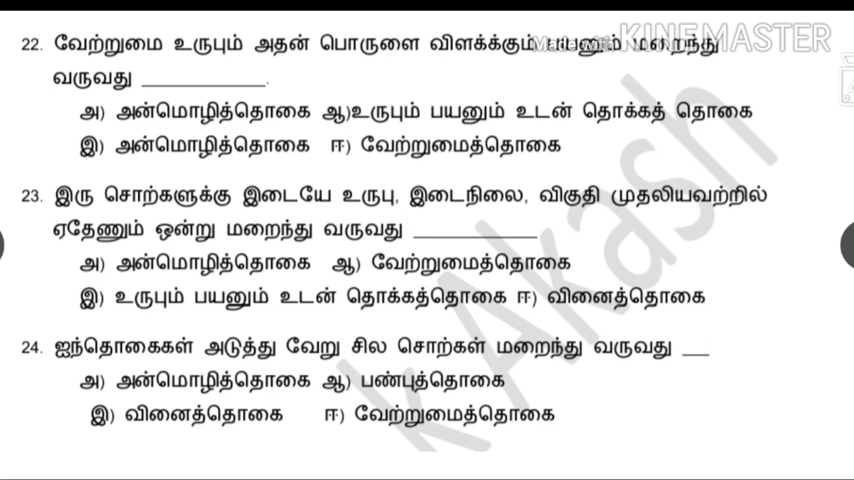 Made with KINEMASTER
22. வேற்றுமை உருபும் அதன் பொருளை விளக்க்கும் பயனும் மறைந்து
வருவது ____________.
அ) அன்மொழித்தொகை ஆ)உருபும் பயனும் உடன் தொக்கத் தொகை
இ) அன்மொழித்தொகை ஈ) வேற்றுமைத்தொகை
23. இரு சொற்களுக்கு இடையே உருபு, இடைநிலை, விகுதி முதலியவற்றில்
ஏதேனும் ஒன்று மறைந்து வருவது ____________
அ) அன்மொழித்தொகை ஆ) வேற்றுமைத்தொகை
இ) உருபும் பயனும் உடன் தொக்கத்தொகை ஈ) வினைத்தொகை
24. ஐந்தொகைகள் அடுத்து வேறு சில சொற்கள் மறைந்து வருவது ___
அ) அன்மொழித்தொகை ஆ) பண்புத்தொகை
இ) வினைத்தொகை ஈ) வேற்றுமைத்தொகை
k Akash